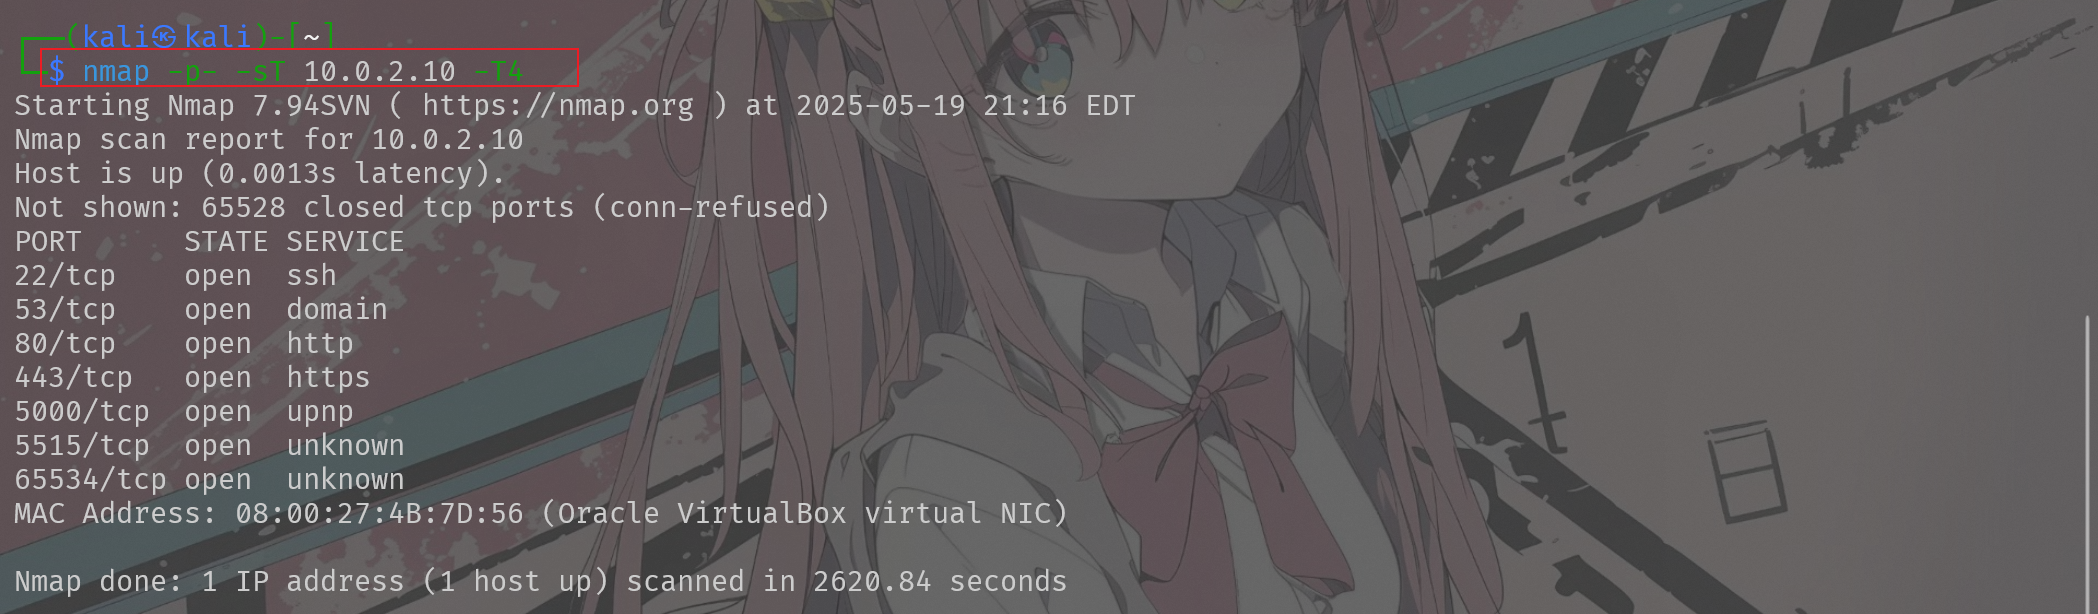 ┌──(kali㉿kali)-[~]
└─$ nmap -p- -sT 10.0.2.10 -T4
Starting Nmap 7.94SVN ( https://nmap.org ) at 2025-05-19 21:16 EDT
Nmap scan report for 10.0.2.10
Host is up (0.0013s latency).
Not shown: 65528 closed tcp ports (conn-refused)
PORT      STATE SERVICE
22/tcp    open  ssh
53/tcp    open  domain
80/tcp    open  http
443/tcp   open  https
5000/tcp  open  upnp
5515/tcp  open  unknown
65534/tcp open  unknown
MAC Address: 08:00:27:4B:7D:56 (Oracle VirtualBox virtual NIC)
Nmap done: 1 IP address (1 host up) scanned in 2620.84 seconds
1